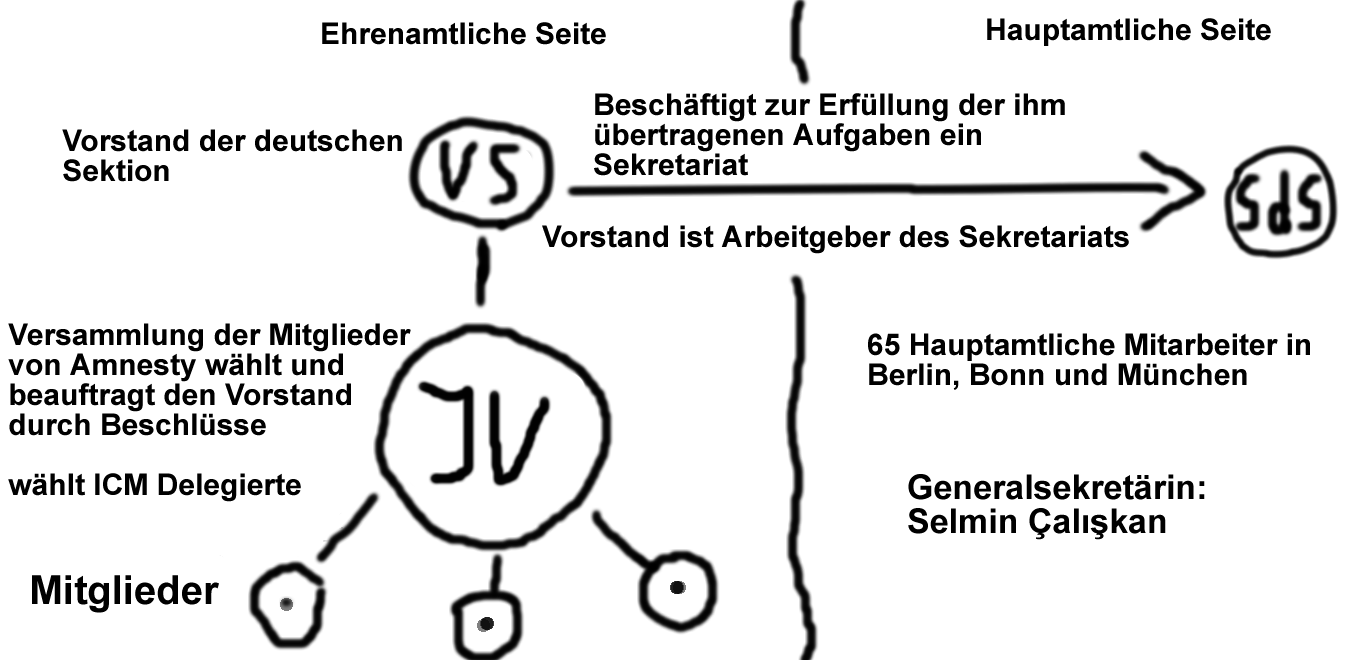 Ehrenamtliche Seite
Hauptamtliche Seite
Beschäftigt zur Erfüllung der ihm
übertragenen Aufgaben ein
Sekretariat
Vorstand der deutschen
Sektion
VS
SdS
Vorstand ist Arbeitgeber des Sekretariats
Versammlung der Mitglieder
von Amnesty wählt und
beauftragt den Vorstand
durch Beschlüsse
wählt ICM Delegierte
JV
65 Hauptamtliche Mitarbeiter in
Berlin, Bonn und München
Generalsekretärin:
Selmin Çalışkan
Mitglieder